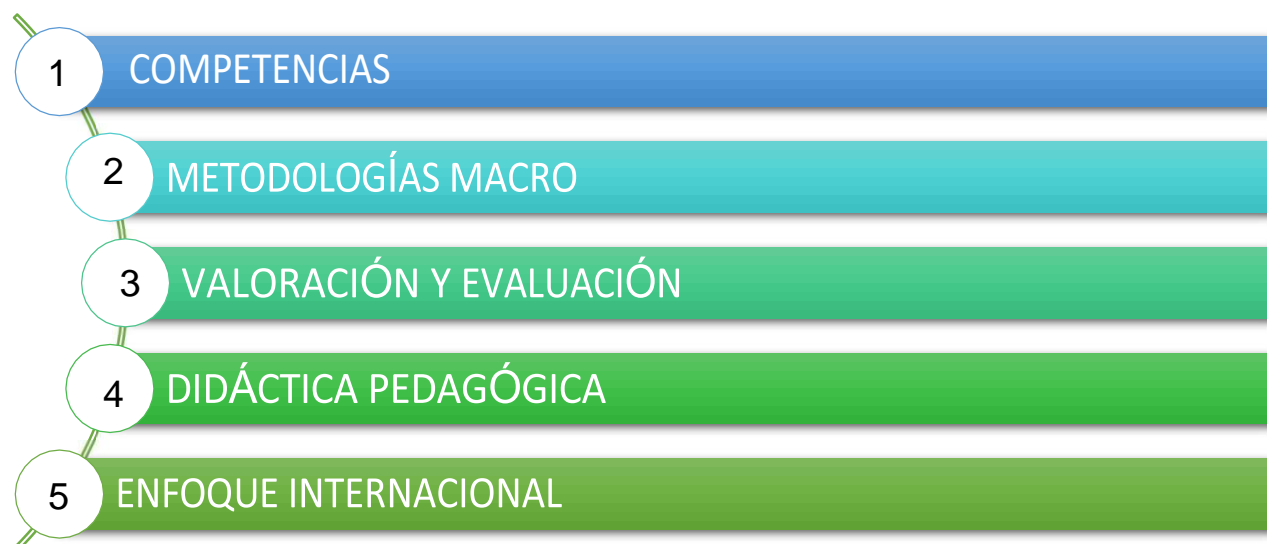 1 COMPETENCIAS
2 METODOLOGÍAS MACRO
3 VALORACIÓN Y EVALUACIÓN
4 DIDÁCTICA PEDAGÓGICA
5 ENFOQUE INTERNACIONAL